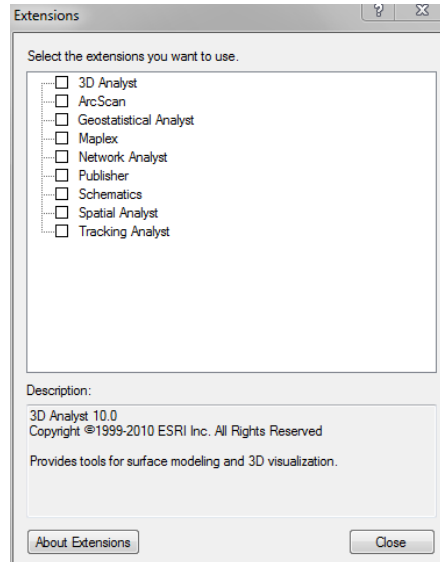 Extensions
?
Select the extensions you want to use.
3D Analyst
ArcScan
Geostatistical Analyst
Maplex
Network Analyst
Publisher
Schematics
Spatial Analyst
Tracking Analyst
Description:
3D Analyst 10.0
Copyright ©1999-2010 ESRI Inc. All Rights Reserved
Provides tools for surface modeling and 3D visualization.
About Extensions Close